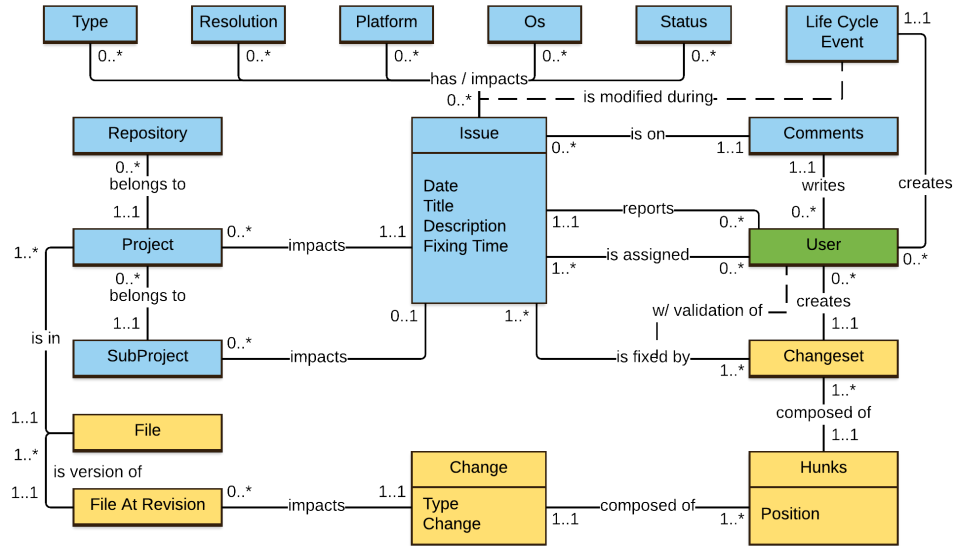 Type
Resolution
Platform
Os
Status
Life Cycle
Event
1..1
0..*
0..*
0..*
0..*
0..*
has / impacts
0..*
is modified during
Repository
Issue
Comments
is on
0..*
1..1
0..*
belongs to
1..1
Date
Title
Description
Fixing Time
1..1
writes
0..*
creates
reports
1..1
0..*
Project
User
1..*
0..*
impacts
1..1
is assigned
1..*
0..*
0..*
0..*
belongs to
1..1
0..*
creates
1..1
w/ validation of
0..1
1..*
is in
SubProject
0..*
impacts
is fixed by
1..*
Changeset
1..*
composed of
1..1
1..1
File
1..*
is version of
1..1
File At Revision
0..*
impacts
1..1
Change
Type
Change
1..1
composed of
1..*
Hunks
Position